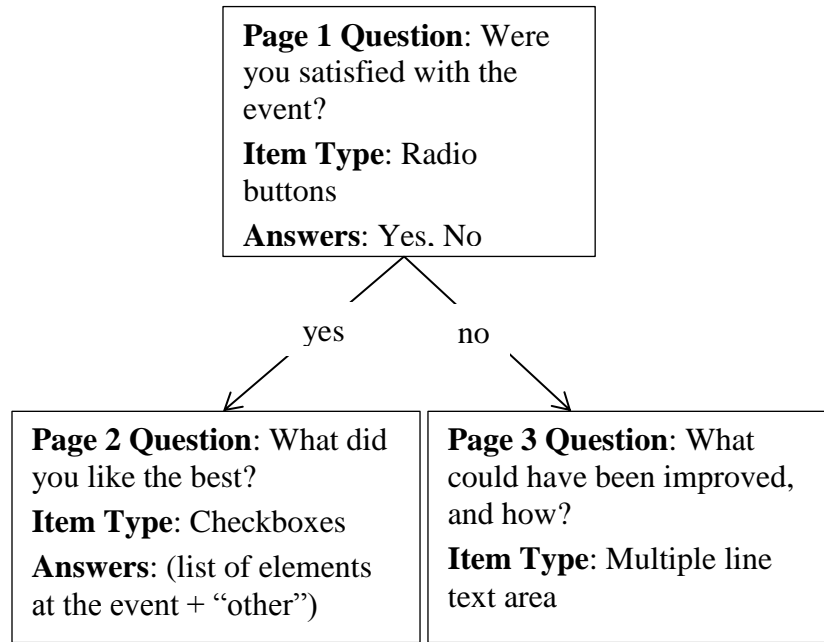 Page 1 Question: Were
you satisfied with the
event?
Item Type: Radio
buttons
Answers: Yes, No
yes
no
Page 2 Question: What did
you like the best?
Item Type: Checkboxes
Answers: (list of elements
at the event + “other”)
Page 3 Question: What
could have been improved,
and how?
Item Type: Multiple line
text area